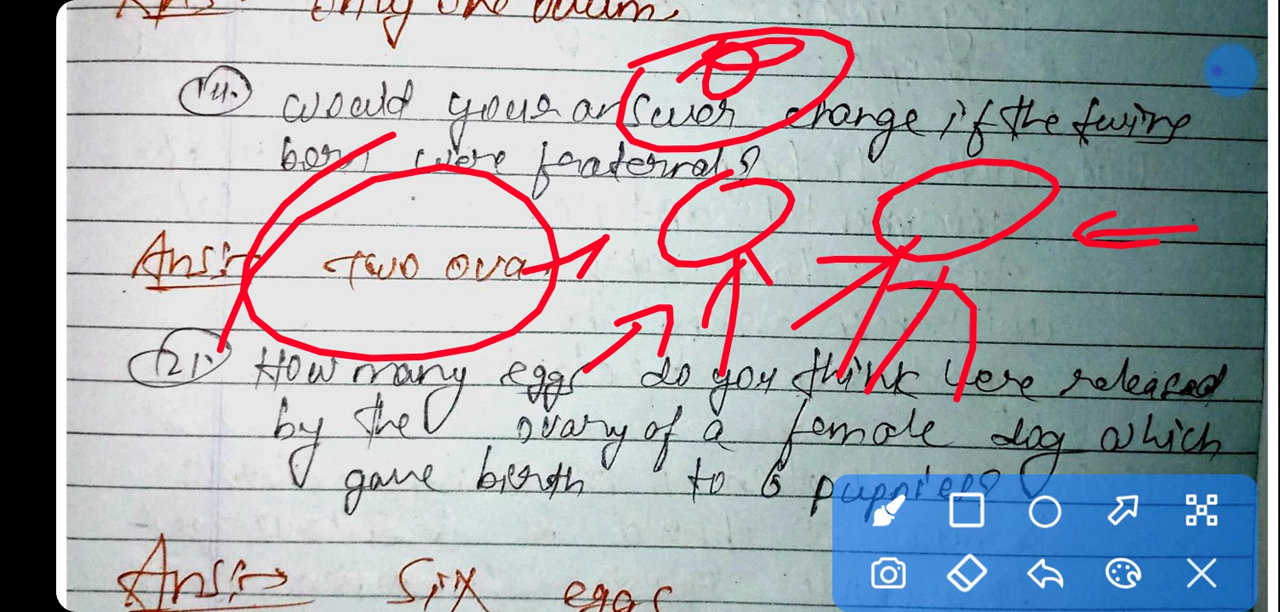 Ans:→ Only one ovum.
(14.) Would your answer change if the twins
born were fraternal?
Ans:→ Two ova
(21.) How many eggs do you think were released
by the ovary of a female dog which
gave birth to 6 puppies?
Ans:→ Six eggs